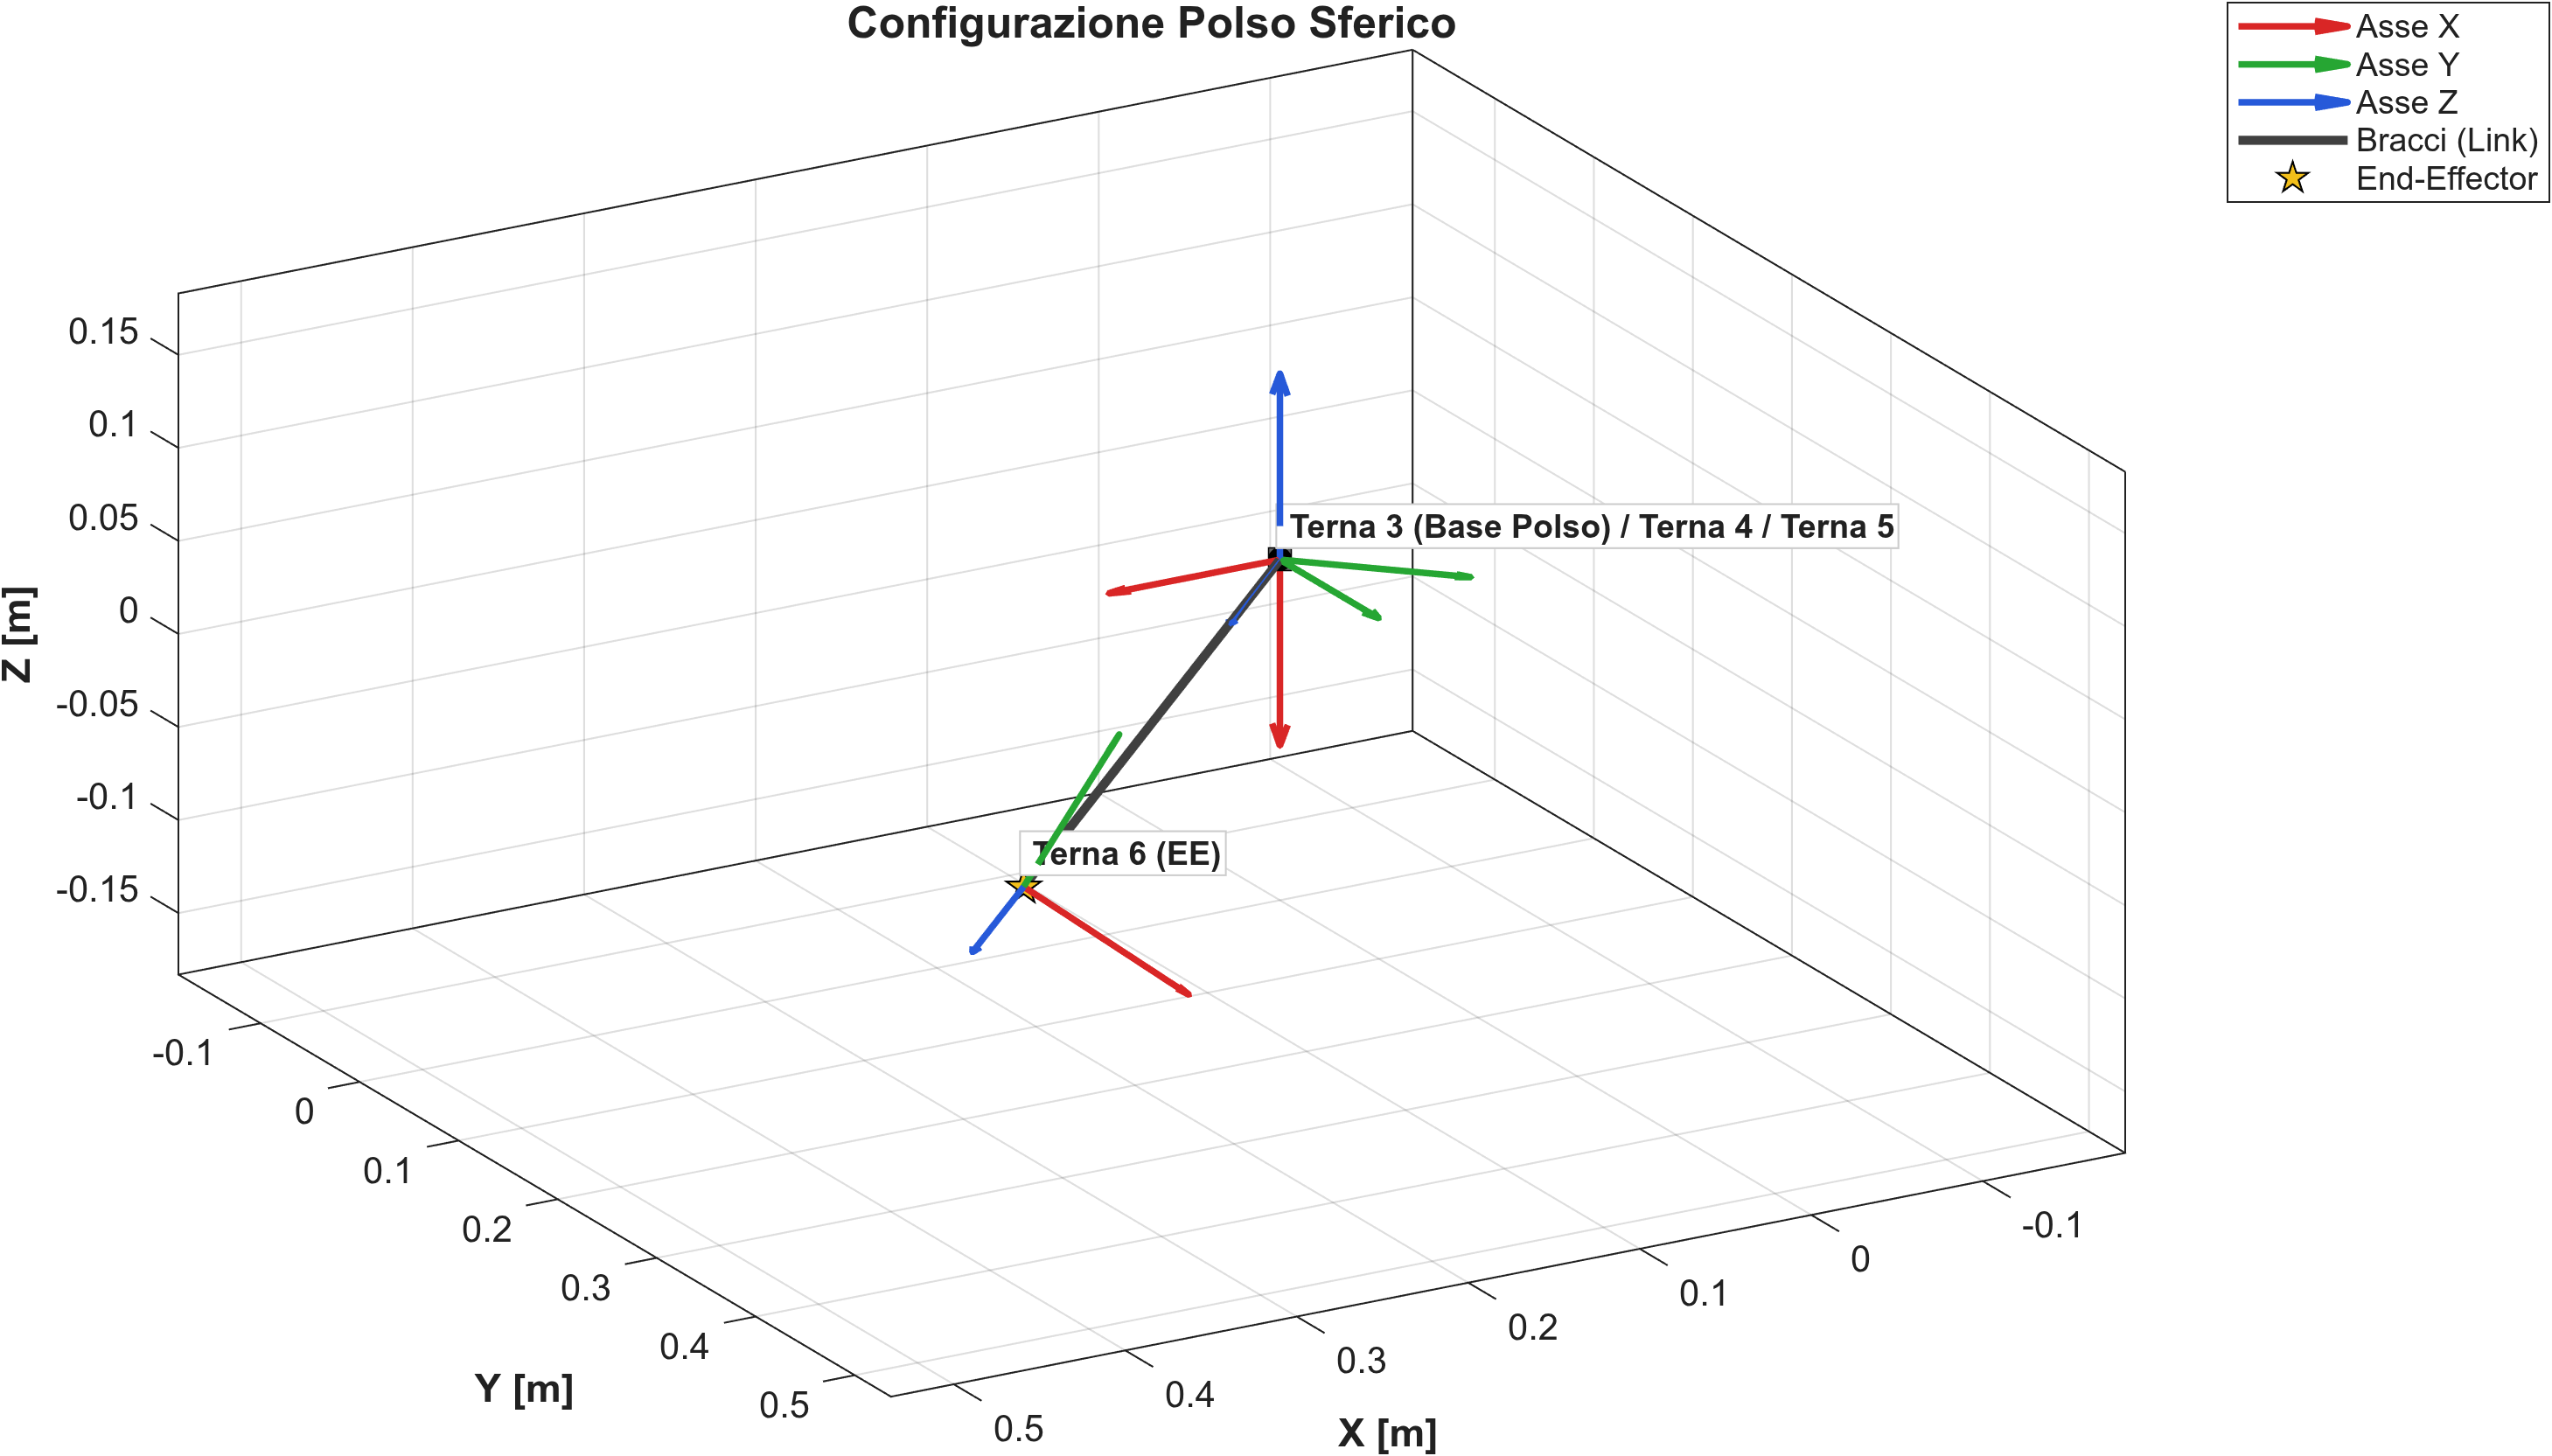 Configurazione Polso Sferico
Asse X
Asse Y
Asse Z
Bracci (Link)
End-Effector
0.15
0.1
0.05
0
-0.05
-0.1
-0.15
Z [m]
Terna 3 (Base Polso) / Terna 4 / Terna 5
Terna 6 (EE)
-0.1
0
0.1
0.2
0.3
0.4
0.5
Y [m]
0.5
0.4
0.3
0.2
0.1
0
-0.1
X [m]